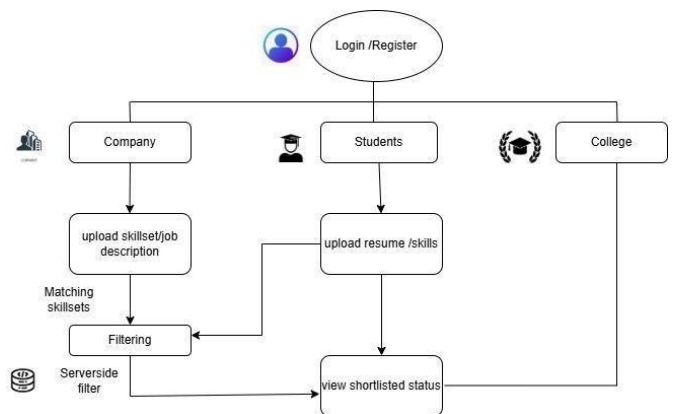 Login /Register
Company
Students
College
upload skillset/job
description
upload resume /skills
Matching
skillsets
Filtering
Serverside
filter
view shortlisted status